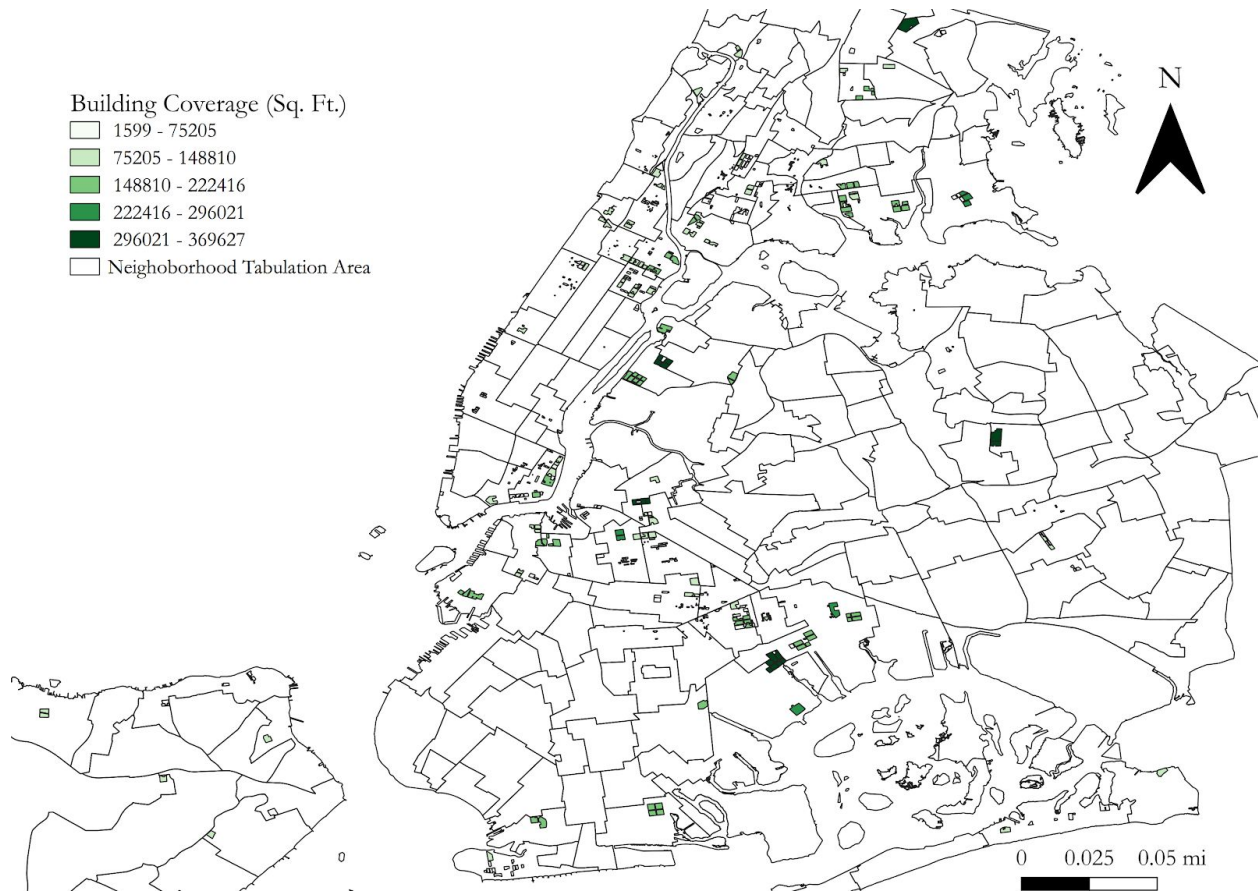 Building Coverage (Sq. Ft.)
1599 - 75205
75205 - 148810
148810 - 222416
222416 - 296021
296021 - 369627
Neighoborhood Tabulation Area
N
0 0.025 0.05 mi